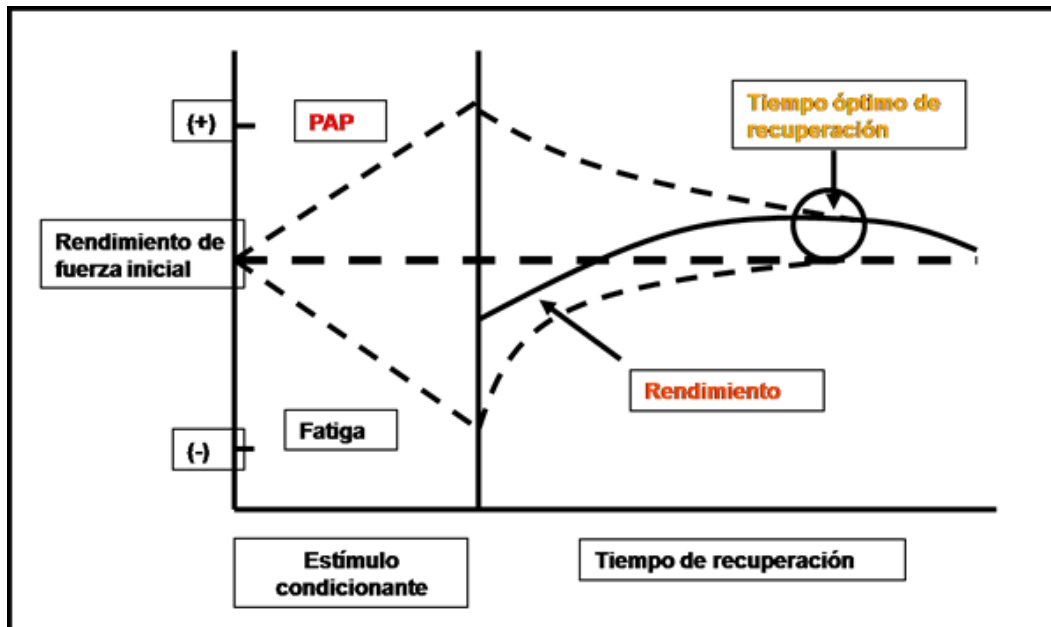 (+)
PAP
Tiempo óptimo de
recuperación
Rendimiento de
fuerza inicial
Rendimiento
Fatiga
(-)
Estímulo
condicionante
Tiempo de recuperación